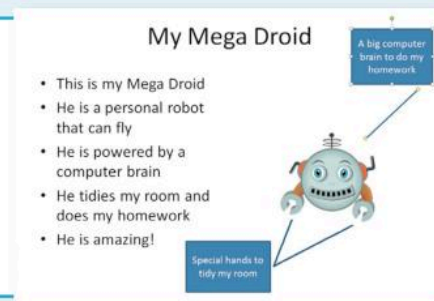 My Mega Droid
A big computer
brain to do my
homework
• This is my Mega Droid
• He is a personal robot
that can fly
• He is powered by a
computer brain
• He tidies my room and
does my homework
• He is amazing!
Special hands to
tidy my room